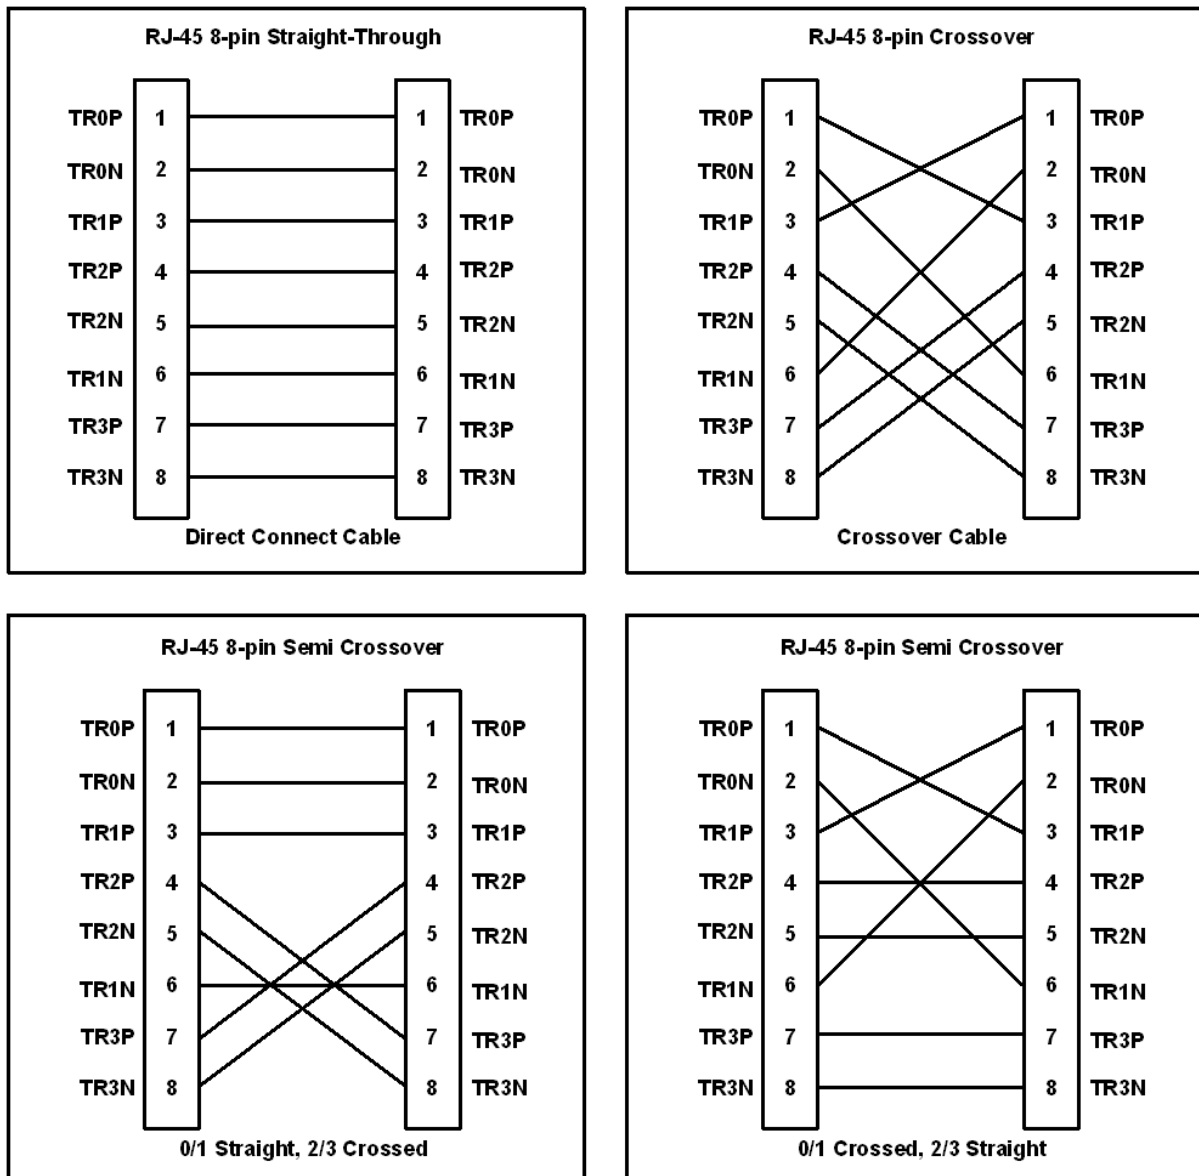 RJ-45 8-pin Straight-Through
TR0P 1 1 TR0P
TR0N 2 2 TR0N
TR1P 3 3 TR1P
TR2P 4 4 TR2P
TR2N 5 5 TR2N
TR1N 6 6 TR1N
TR3P 7 7 TR3P
TR3N 8 8 TR3N
Direct Connect Cable
RJ-45 8-pin Crossover
TR0P 1 1 TR0P
TR0N 2 2 TR0N
TR1P 3 3 TR1P
TR2P 4 4 TR2P
TR2N 5 5 TR2N
TR1N 6 6 TR1N
TR3P 7 7 TR3P
TR3N 8 8 TR3N
Crossover Cable
RJ-45 8-pin Semi Crossover
TR0P 1 1 TR0P
TR0N 2 2 TR0N
TR1P 3 3 TR1P
TR2P 4 4 TR2P
TR2N 5 5 TR2N
TR1N 6 6 TR1N
TR3P 7 7 TR3P
TR3N 8 8 TR3N
0/1 Straight, 2/3 Crossed
RJ-45 8-pin Semi Crossover
TR0P 1 1 TR0P
TR0N 2 2 TR0N
TR1P 3 3 TR1P
TR2P 4 4 TR2P
TR2N 5 5 TR2N
TR1N 6 6 TR1N
TR3P 7 7 TR3P
TR3N 8 8 TR3N
0/1 Crossed, 2/3 Straight